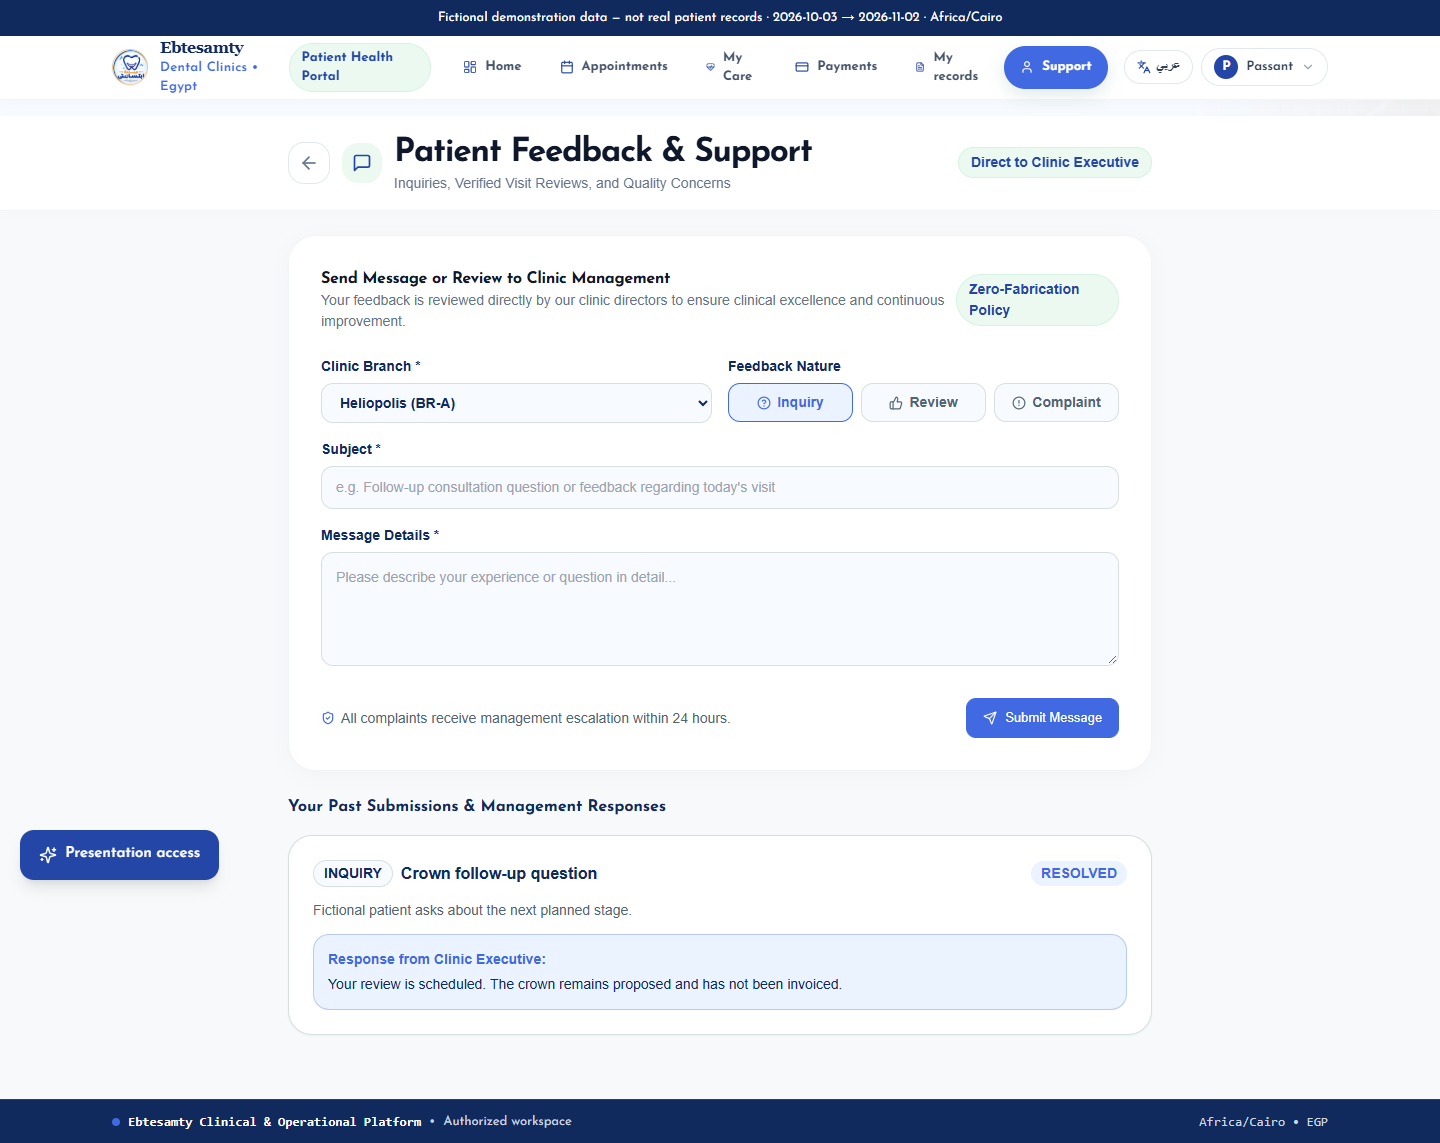 Fictional demonstration data — not real patient records · 2026-10-03 → 2026-11-02 · Africa/Cairo
Ebtesamty
Dental Clinics •
Egypt
Patient Health
Portal
Home
Appointments
My
Care
Payments
My
records
Support
عربي
P
Passant
Patient Feedback & Support
Inquiries, Verified Visit Reviews, and Quality Concerns
Direct to Clinic Executive
Send Message or Review to Clinic Management
Your feedback is reviewed directly by our clinic directors to ensure clinical excellence and continuous
improvement.
Zero-Fabrication
Policy
Clinic Branch *
Feedback Nature
Heliopolis (BR-A)
Inquiry
Review
Complaint
Subject *
e.g. Follow-up consultation question or feedback regarding today's visit
Message Details *
Please describe your experience or question in detail...
All complaints receive management escalation within 24 hours.
Submit Message
Your Past Submissions & Management Responses
Presentation access
INQUIRY
Crown follow-up question
RESOLVED
Fictional patient asks about the next planned stage.
Response from Clinic Executive:
Your review is scheduled. The crown remains proposed and has not been invoiced.
Ebtesamty Clinical & Operational Platform • Authorized workspace
Africa/Cairo • EGP